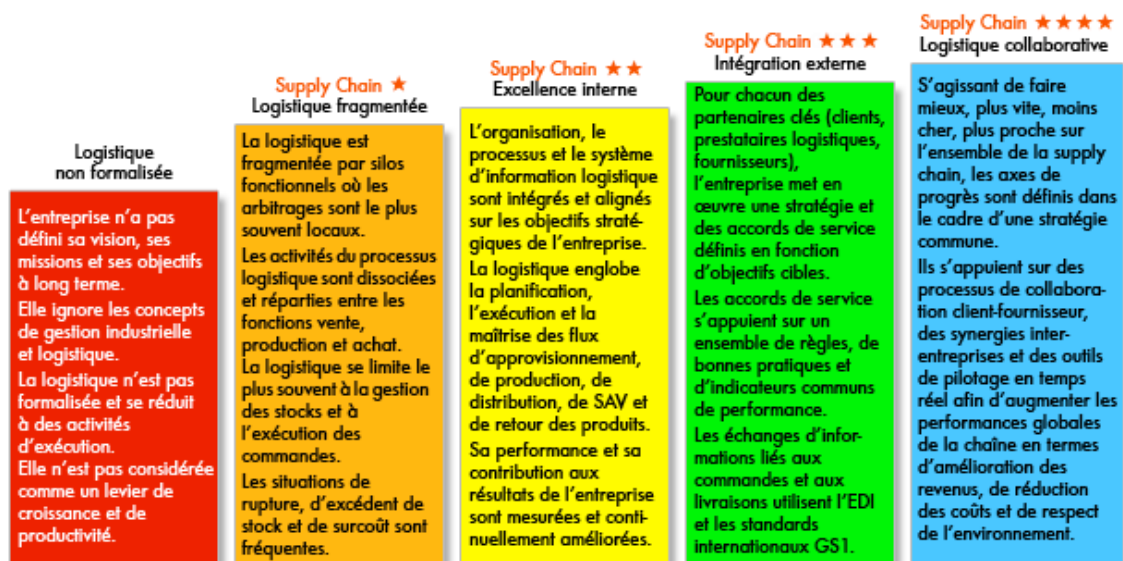 Logistique
non formalisée
L'entreprise n'a pas
défini sa vision, ses
missions et ses objectifs
à long terme.
Elle ignore les concepts
de gestion industrielle
et logistique.
La logistique n'est pas
formalisée et se réduit
à des activités
d'exécution.
Elle n'est pas considérée
comme un levier de
croissance et de
productivité.
Supply Chain ★
Logistique fragmentée
La logistique est
fragmentée par silos
fonctionnels où les
arbitrages sont le plus
souvent locaux.
Les activités du processus
logistique sont dissociées
et réparties entre les
fonctions vente,
production et achat.
La logistique se limite le
plus souvent à la gestion
des stocks et à
l'exécution des
commandes.
Les situations de
rupture, d'excédent de
stock et de surcoût sont
fréquentes.
Supply Chain ★ ★
Excellence interne
L'organisation, le
processus et le système
d'information logistique
sont intégrés et alignés
sur les objectifs straté-
giques de l'entreprise.
La logistique englobe
la planification,
l'exécution et la
maîtrise des flux
d'approvisionnement,
de production, de
distribution, de SAV et
de retour des produits.
Sa performance et sa
contribution aux
résultats de l'entreprise
sont mesurées et conti-
nuellement améliorées.
Supply Chain ★ ★ ★
Intégration externe
Pour chacun des
partenaires clés (clients,
prestataires logistiques,
fournisseurs),
l'entreprise met en
œuvre une stratégie et
des accords de service
définis en fonction
d'objectifs cibles.
Les accords de service
s'appuient sur un
ensemble de règles, de
bonnes pratiques et
d'indicateurs communs
de performance.
Les échanges d'infor-
mations liés aux
commandes et aux
livraisons utilisent l'EDI
et les standards
internationaux GS1.
Supply Chain ★ ★ ★ ★
Logistique collaborative
S'agissant de faire
mieux, plus vite, moins
cher, plus proche sur
l'ensemble de la supply
chain, les axes de
progrès sont définis dans
le cadre d'une stratégie
commune.
Ils s'appuient sur des
processus de collabora-
tion client-fournisseur,
des synergies inter-
entreprises et des outils
de pilotage en temps
réel afin d'augmenter les
performances globales
de la chaîne en termes
d'amélioration des
revenus, de réduction
des coûts et de respect
de l'environnement.